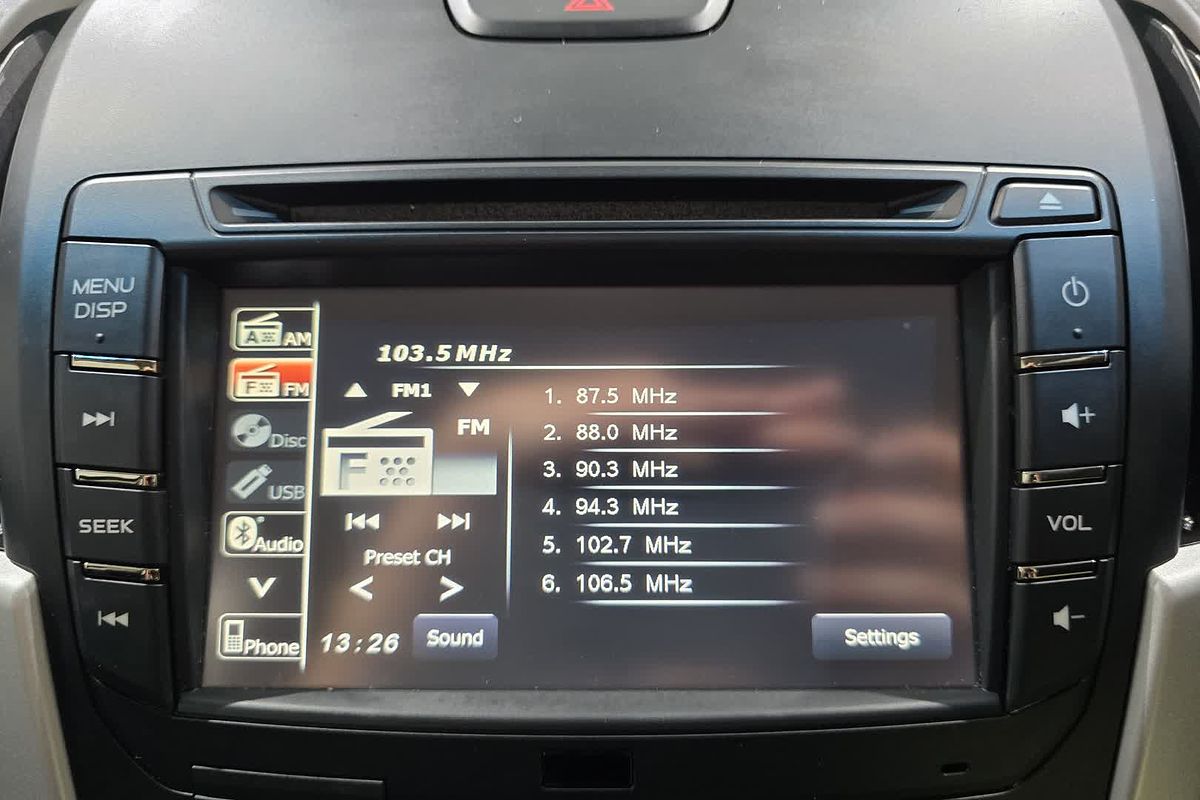 MENU
DISP
SEEK
VOL
A AM
F FM
Disc
USB
Audio
Phone
103.5 MHz
FM1
FM
F
Preset CH
13:26
Sound
1. 87.5 MHz
2. 88.0 MHz
3. 90.3 MHz
4. 94.3 MHz
5. 102.7 MHz
6. 106.5 MHz
Settings